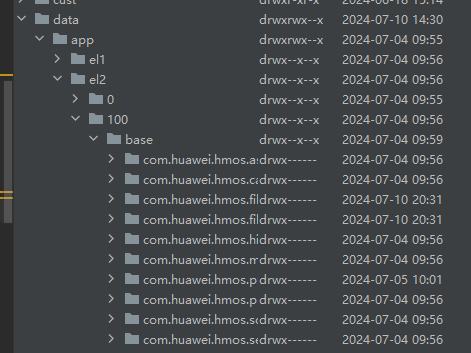 cust drwxr-xr-x 2024-06-18 15:14
data drwxrwx--x 2024-07-10 14:30
app drwxrwx--x 2024-07-04 09:55
el1 drwx--x--x 2024-07-04 09:56
el2 drwx--x--x 2024-07-04 09:56
0 drwx--x--x 2024-07-04 09:55
100 drwx--x--x 2024-07-04 09:56
base drwx--x--x 2024-07-04 09:59
com.huawei.hmos.a drwx------ 2024-07-04 09:56
com.huawei.hmos.ca drwx------ 2024-07-04 09:56
com.huawei.hmos.fil drwx------ 2024-07-10 20:31
com.huawei.hmos.fil drwx------ 2024-07-10 20:31
com.huawei.hmos.hi drwx------ 2024-07-04 09:56
com.huawei.hmos.m drwx------ 2024-07-04 09:56
com.huawei.hmos.p drwx------ 2024-07-05 10:01
com.huawei.hmos.p drwx------ 2024-07-04 09:56
com.huawei.hmos.se drwx------ 2024-07-04 09:56
com.huawei.hmos.se drwx------ 2024-07-04 09:56